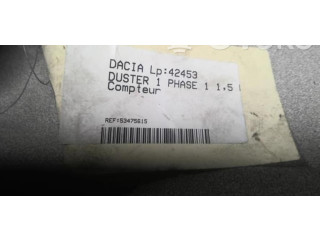 DACIA Lp:42453
DUSTER 1 PHASE 1 1.5
Compteur
REF:53475615